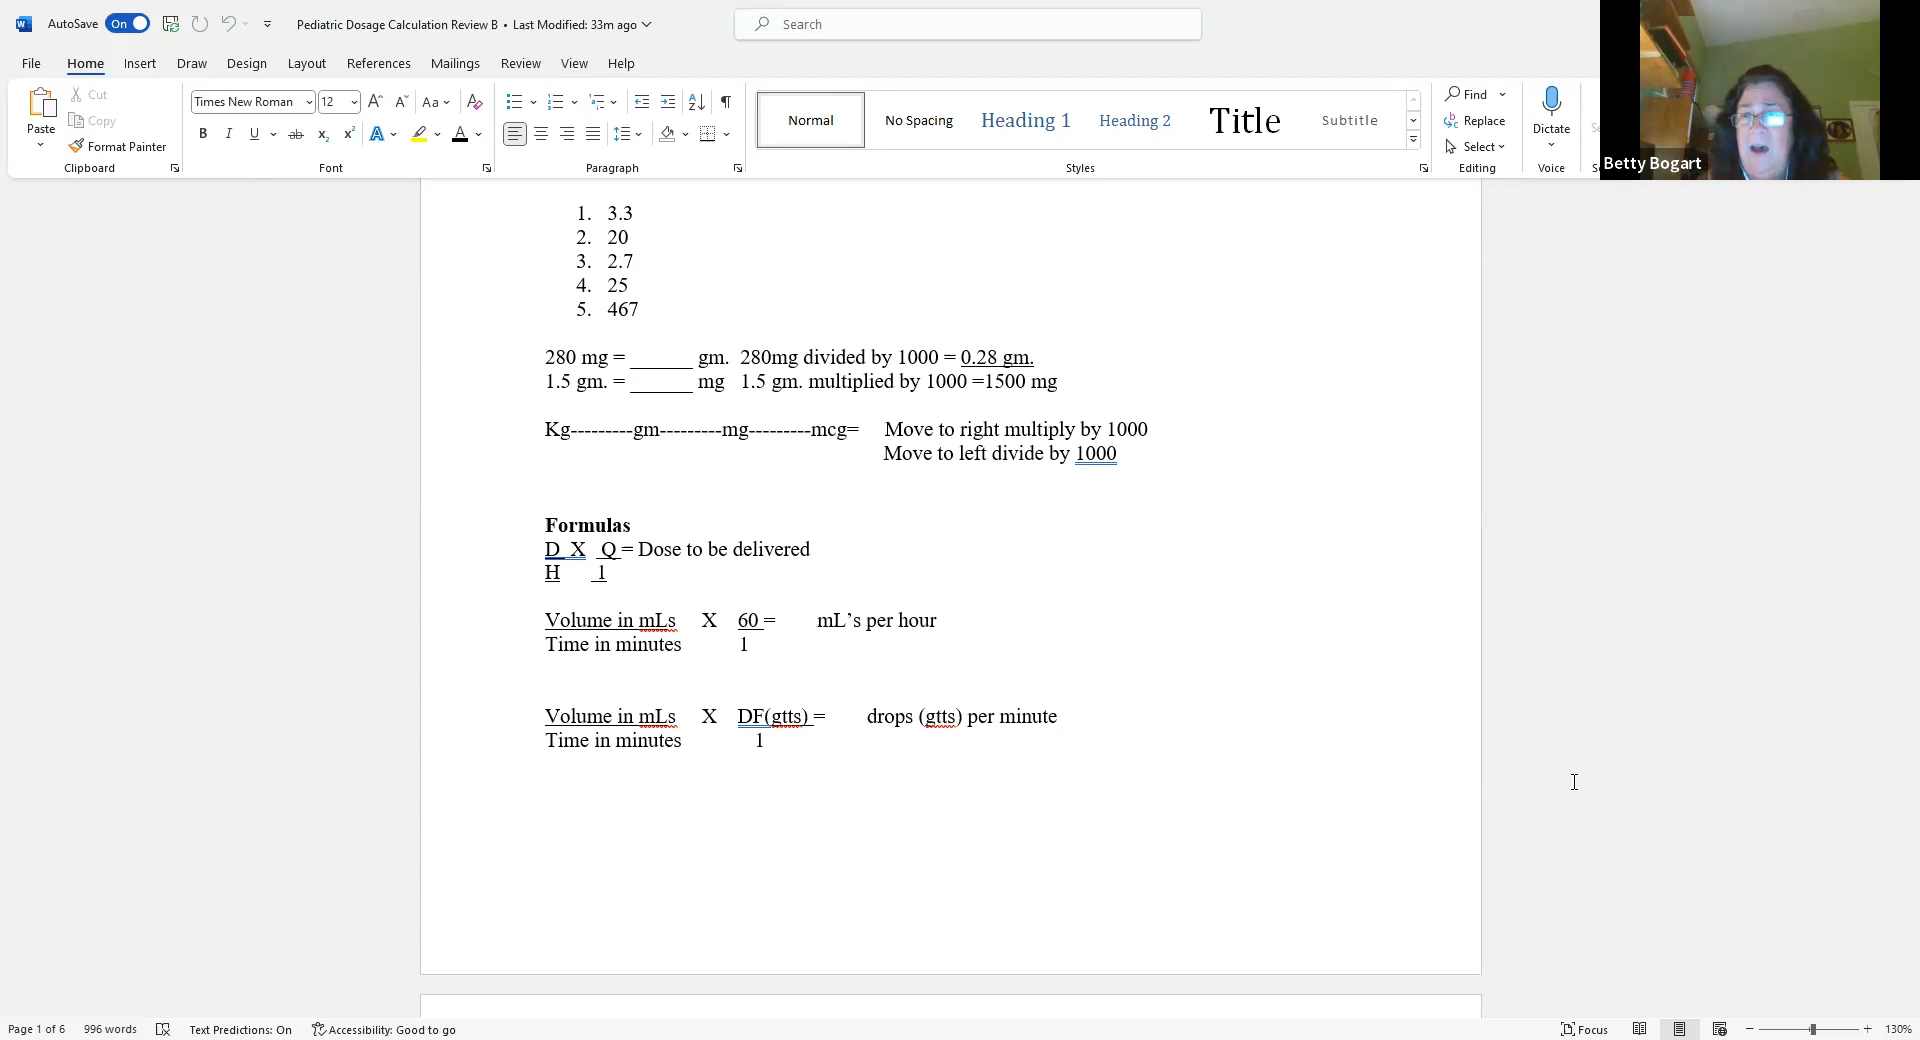 AutoSave On Pediatric Dosage Calculation Review B • Last Modified: 33m ago Search
File Home Insert Draw Design Layout References Mailings Review View Help
Paste
Cut
Copy
Format Painter
Clipboard
Times New Roman 12
Font
Paragraph
Normal No Spacing Heading 1 Heading 2 Title Subtitle
Styles
Find
Replace
Select
Editing
Dictate
Voice
Betty Bogart
1. 3.3
2. 20
3. 2.7
4. 25
5. 467
280 mg = ______ gm. 280mg divided by 1000 = 0.28 gm.
1.5 gm. = ______ mg 1.5 gm. multiplied by 1000 =1500 mg
Kg---------gm---------mg---------mcg= Move to right multiply by 1000
Move to left divide by 1000
Formulas
D X Q = Dose to be delivered
H 1
Volume in mLs X 60 = mL’s per hour
Time in minutes 1
Volume in mLs X DF(gtts) = drops (gtts) per minute
Time in minutes 1
Page 1 of 6 996 words Text Predictions: On Accessibility: Good to go Focus 130%